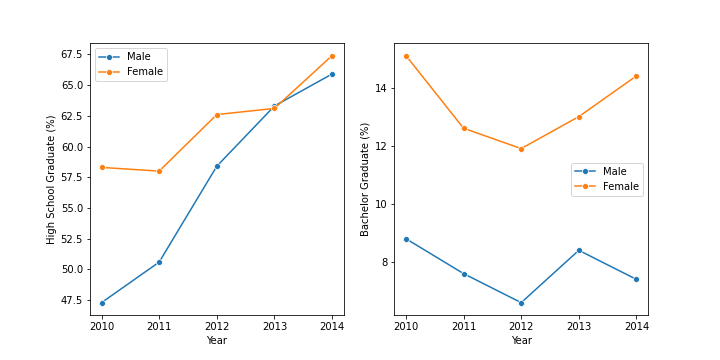 67.5
65.0
62.5
60.0
57.5
55.0
52.5
50.0
47.5
High School Graduate (%)
Male
Female
2010 2011 2012 2013 2014
Year
14
12
10
8
Bachelor Graduate (%)
Male
Female
2010 2011 2012 2013 2014
Year